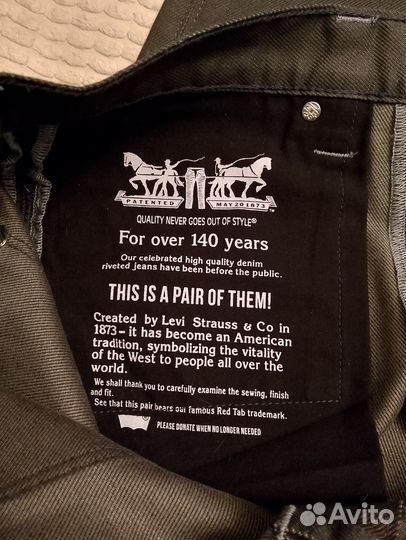 PATENTED MAY 20 1873
QUALITY NEVER GOES OUT OF STYLE®
For over 140 years
Our celebrated high quality denim
riveted jeans have been before the public.
THIS IS A PAIR OF THEM!
Created by Levi Strauss & Co in
1873 – it has become an American
tradition, symbolizing the vitality
of the West to people all over the
world.
We shall thank you to carefully examine the sewing, finish
and fit.
See that this pair bears our famous Red Tab trademark.
PLEASE DONATE WHEN NO LONGER NEEDED
Avito